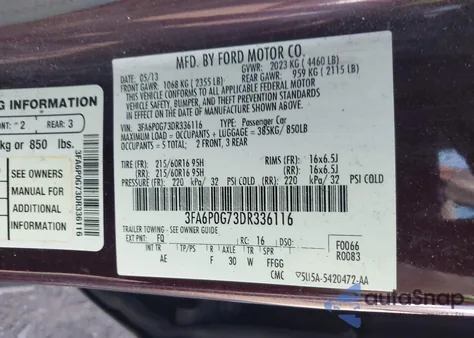 MFD. BY FORD MOTOR CO.
DATE: 05/13
GVWR: 2023 KG ( 4460 LB)
FRONT GAWR: 1068 KG ( 2355 LB)
REAR GAWR: 959 KG ( 2115 LB)
THIS VEHICLE CONFORMS TO ALL APPLICABLE FEDERAL MOTOR
VEHICLE SAFETY, BUMPER, AND THEFT PREVENTION STANDARDS IN EFFECT ON THE
DATE OF MANUFACTURE SHOWN ABOVE.
VIN: 3FA6P0G73DR336116
TYPE: Passenger Car
MAXIMUM LOAD = OCCUPANTS + LUGGAGE = 385KG/850LB
OCCUPANTS = 5 TOTAL; 2 FRONT, 3 REAR
TIRE (FR): 215/60R16 95H RIMS (FR): 16x6.5J
TIRE (RR): 215/60R16 95H RIMS (RR): 16x6.5J
PRESSURE (FR): 220 kPa/ 32 PSI COLD
PRESSURE (RR): 220 kPa/ 32 PSI COLD
3FA6P0G73DR336116
TRAILER TOWING - SEE OWNER GUIDE
EXT PNT: FQ RC: 16 DSO: F0066
R0083
INT TR TP/PS R AXLE TR SPR
AE F 30 W FFGG
CMC 5U5A-5420472-AA
G INFORMATION
FRONT 2 REAR 3
kg or 850 lbs.
SEE OWNERS
MANUAL FOR
ADDITIONAL
INFORMATION
3FA6P0G73DR336116
autoSnap